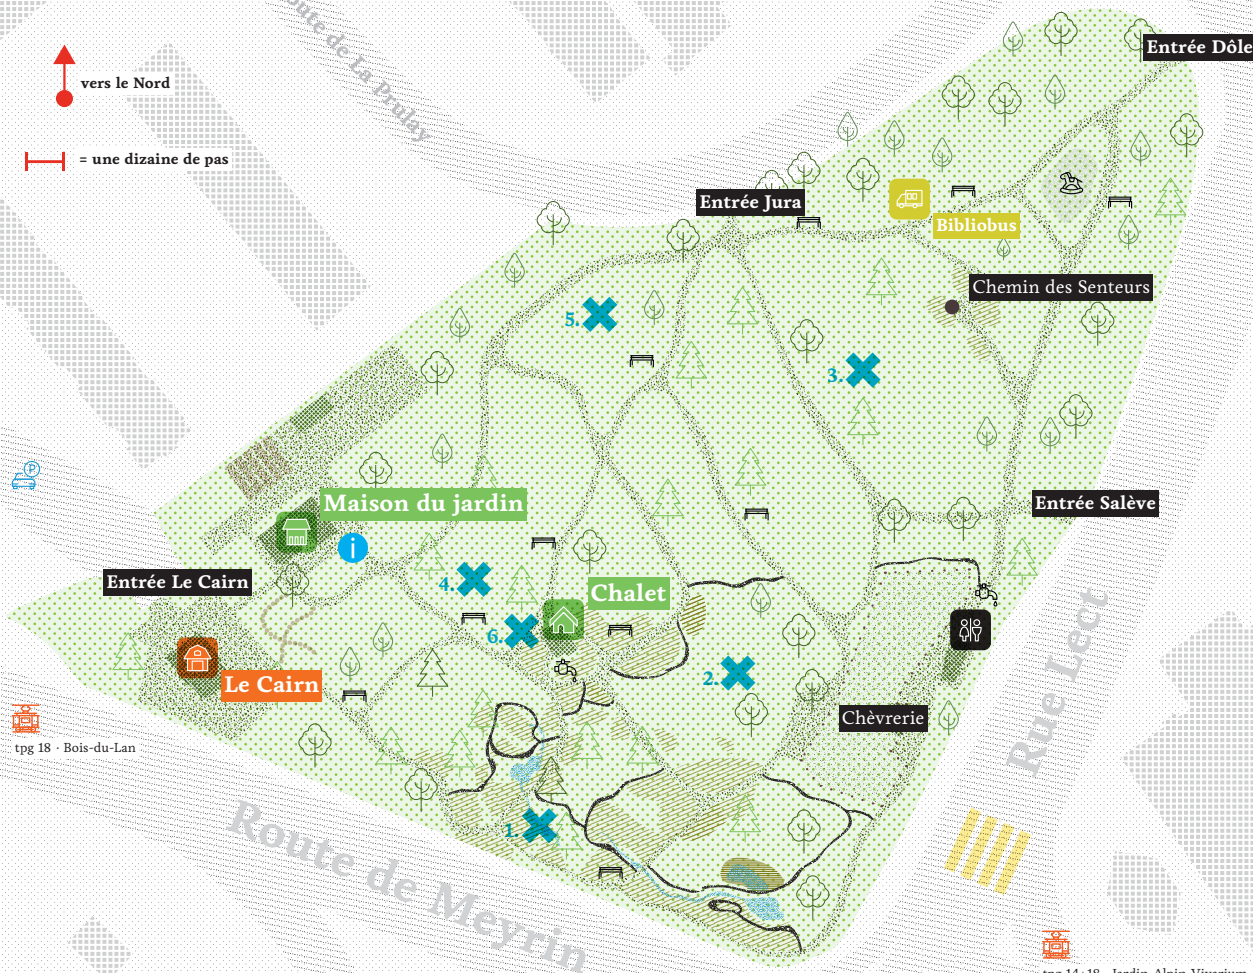 Route de La Prulay
Entrée Dôle
vers le Nord
= une dizaine de pas
Entrée Jura
Bibliobus
Chemin des Senteurs
5.
3.
P
Maison du jardin
Entrée Salève
i
Entrée Le Cairn
4.
Chalet
6.
2.
Le Cairn
Chèvrerie
Rue Lect
tpg 18 · Bois-du-Lan
1.
Route de Meyrin